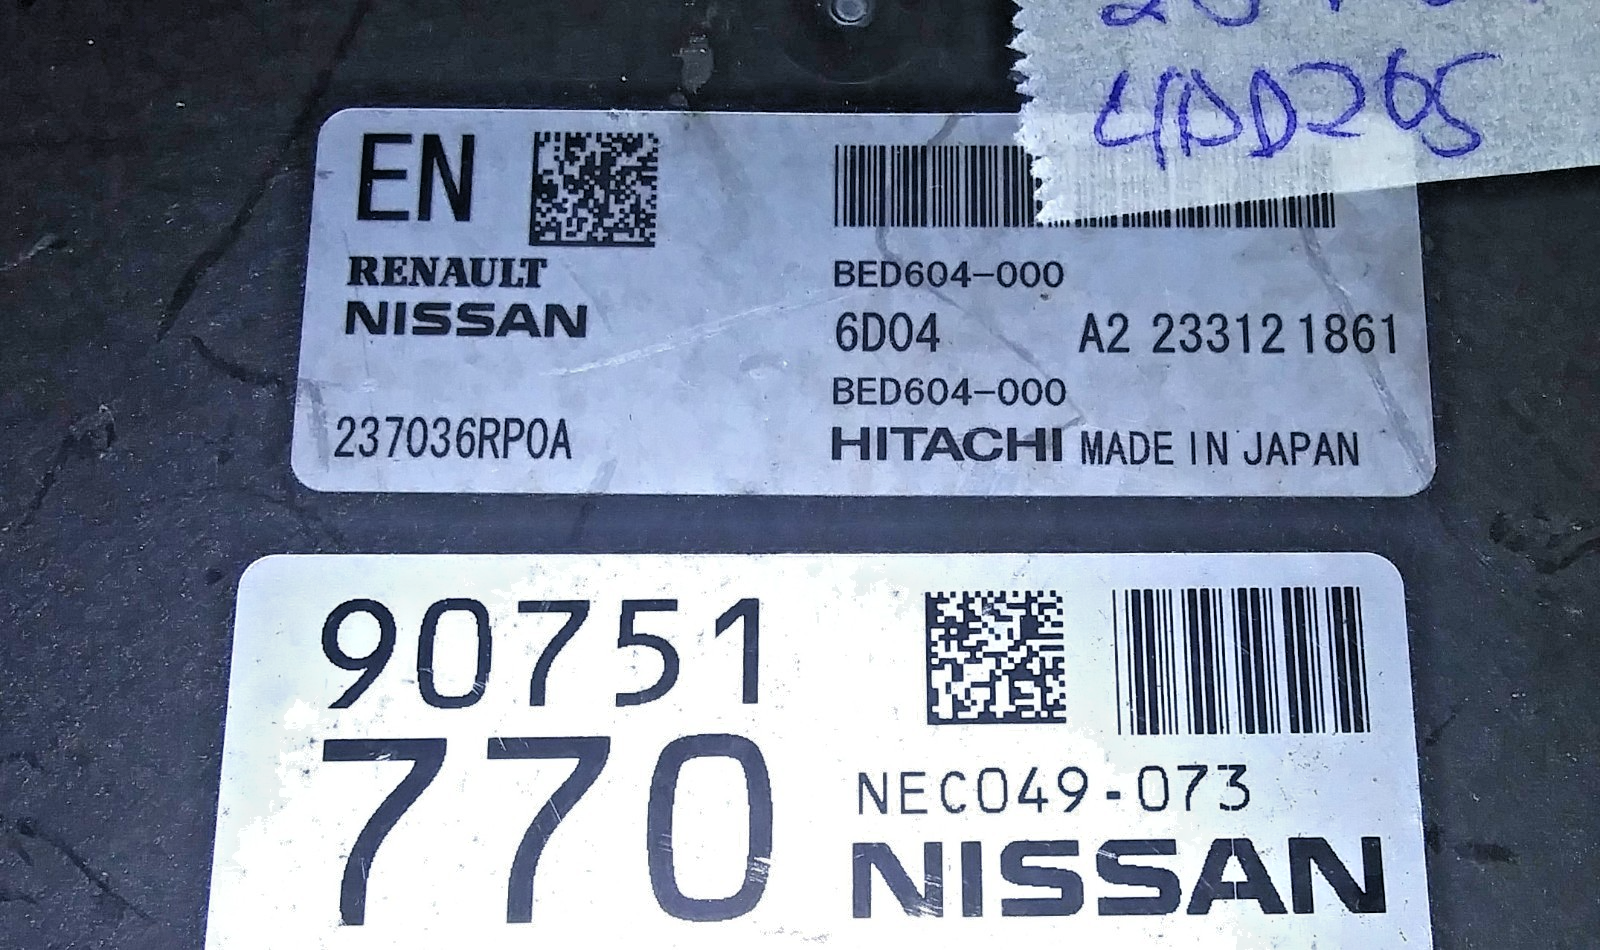 4DD265
EN
RENAULT
NISSAN
237036RP0A
BED604-000
6D04 A2 233121861
BED604-000
HITACHI MADE IN JAPAN
90751
770
NEC049-073
NISSAN